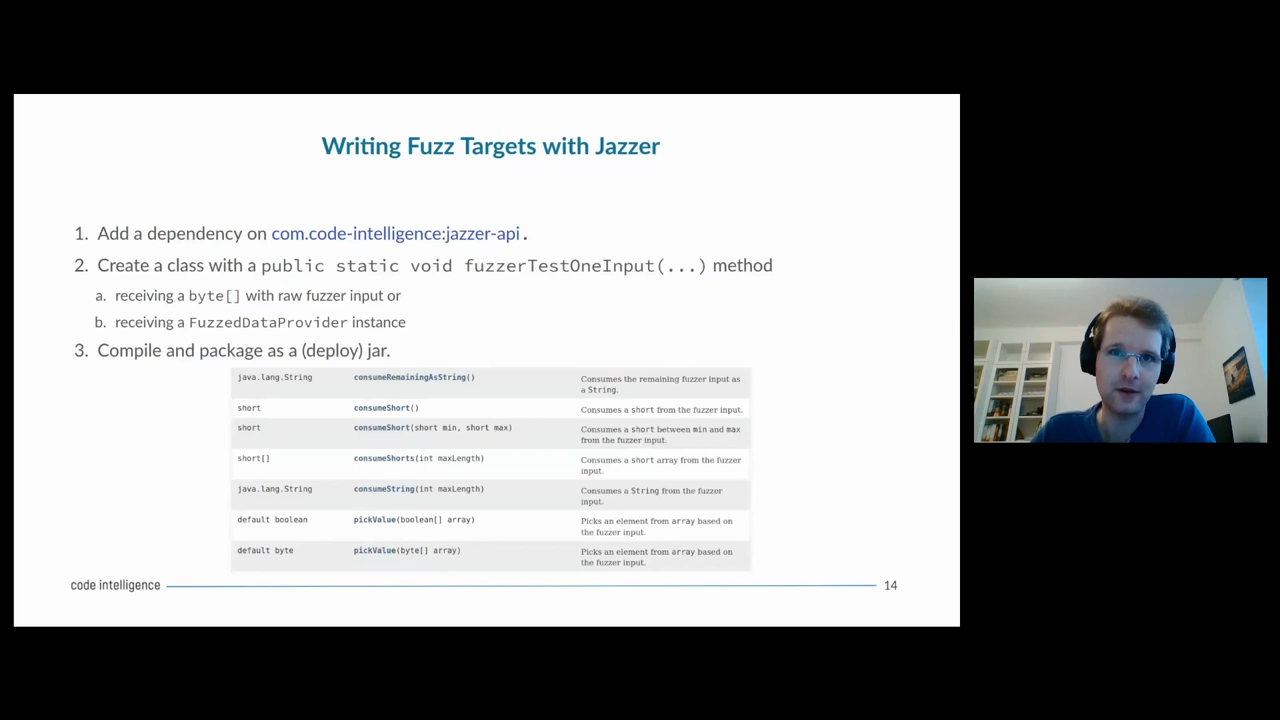 Writing Fuzz Targets with Jazzer
1. Add a dependency on com.code-intelligence:jazzer-api.
2. Create a class with a public static void fuzzerTestOneInput(...) method
a. receiving a byte[] with raw fuzzer input or
b. receiving a FuzzedDataProvider instance
3. Compile and package as a (deploy) jar.
java.lang.String consumeRemainingAsString() Consumes the remaining fuzzer input as
a String.
short consumeShort() Consumes a short from the fuzzer input.
short consumeShort(short min, short max) Consumes a short between min and max
from the fuzzer input.
short[] consumeShorts(int maxLength) Consumes a short array from the fuzzer
input.
java.lang.String consumeString(int maxLength) Consumes a String from the fuzzer
input.
default boolean pickValue(boolean[] array) Picks an element from array based on
the fuzzer input.
default byte pickValue(byte[] array) Picks an element from array based on
the fuzzer input.
code intelligence 14